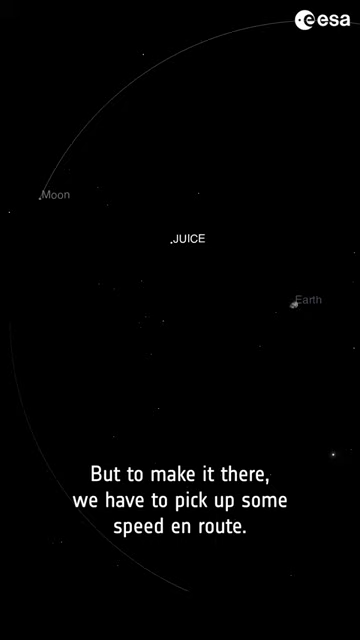 esa
Moon
JUICE
Earth
But to make it there,
we have to pick up some
speed en route.